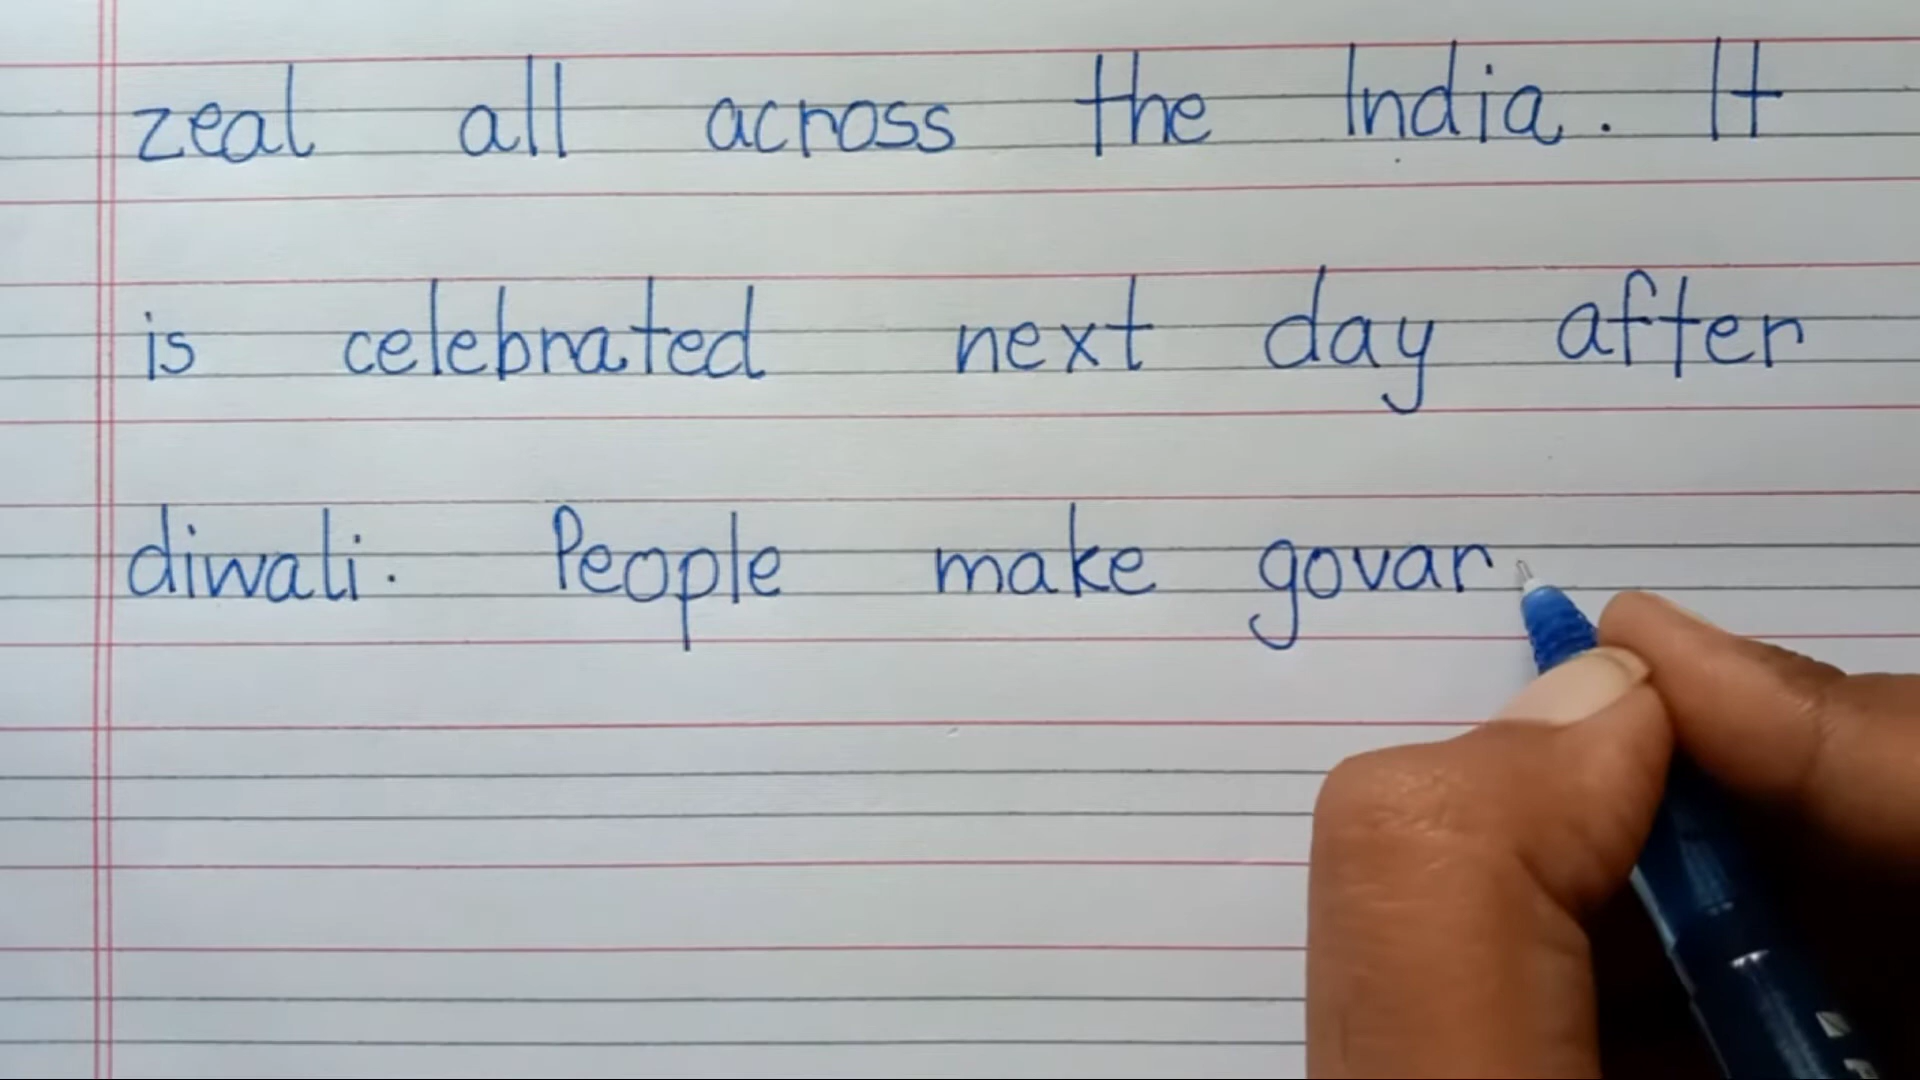 zeal all across the India. It
is celebrated next day after
diwali. People make govar